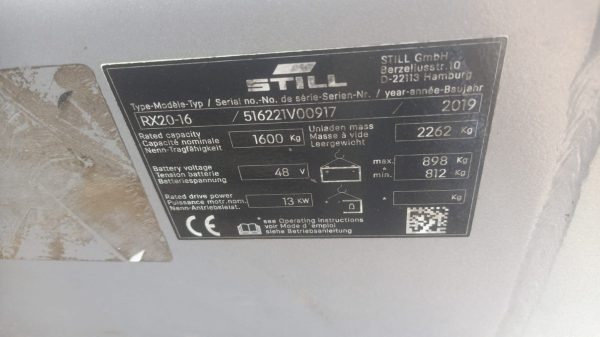 STILL
STILL GmbH
Berzeliusstr.10
D-22113 Hamburg
Type-Modèle-Typ / Serial no.-No. de série-Serien-Nr. / year-année-Baujahr
RX20-16 / 516221V00917 / 2019
Rated capacity
Capacité nominale
Nenn-Tragfähigkeit
1600 Kg
Unladen mass
Masse à vide
Leergewicht
2262 Kg
Battery voltage
Tension batterie
Batteriespannung
48 V
max. 898 Kg
* min. 812 Kg
Rated drive power
Puissance motr.nom.
Nenn-Antriebsleist.
13 KW
* Kg
CE
* see Operating instructions
voir Mode d´emploi
siehe Betriebsanleitung